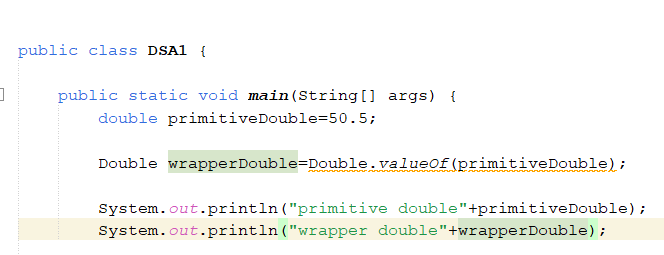 public class DSA1 {
public static void main(String[] args) {
double primitiveDouble=50.5;
Double wrapperDouble=Double.valueOf(primitiveDouble);
System.out.println("primitive double"+primitiveDouble);
System.out.println("wrapper double"+wrapperDouble);